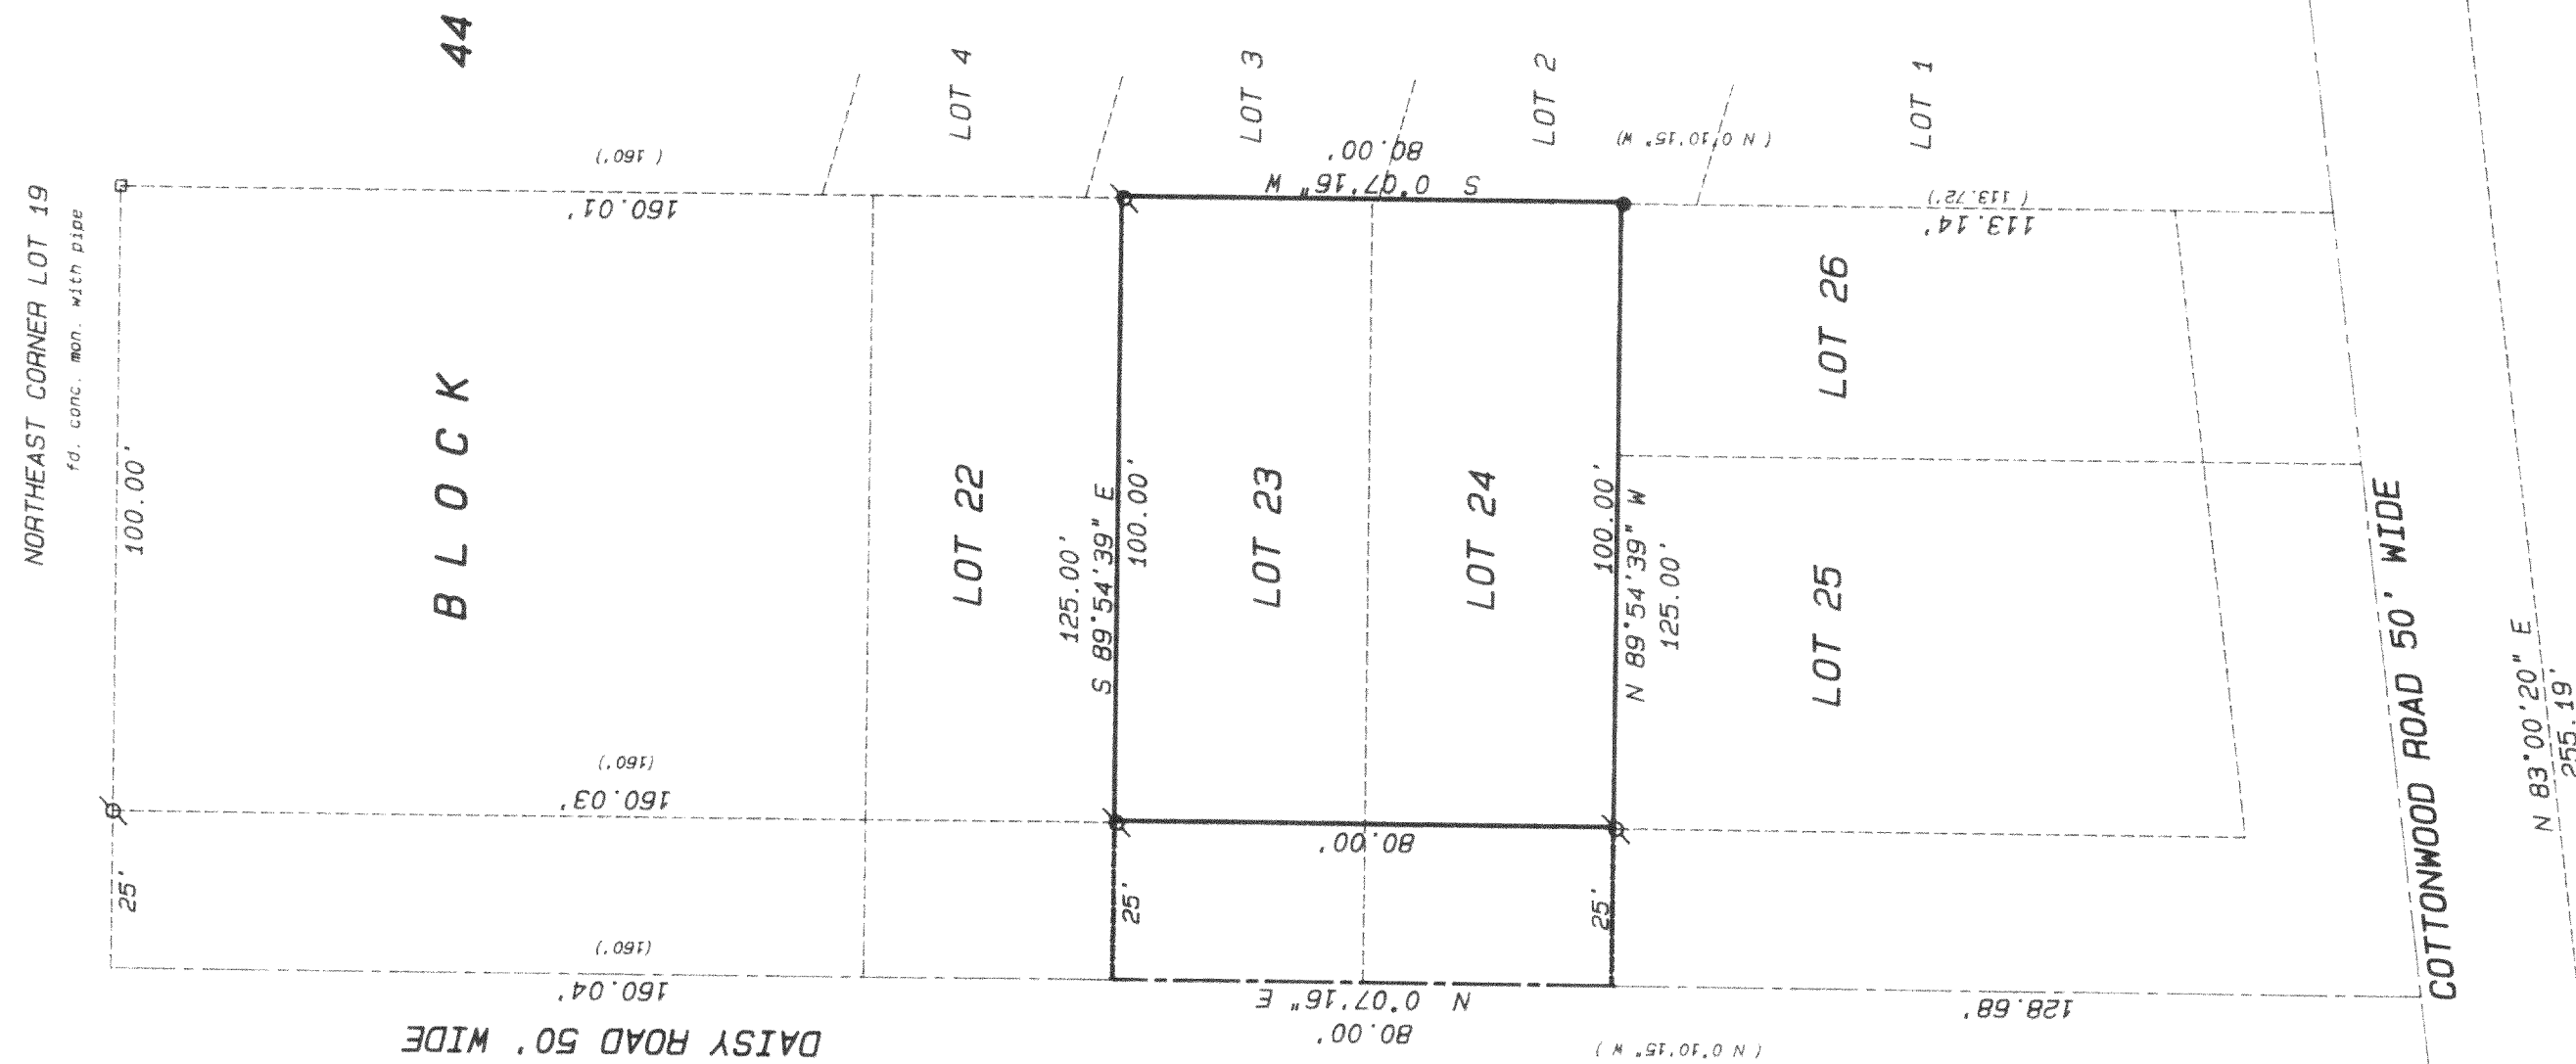 NORTHEAST CORNER LOT 19
fd. conc. mon. with pipe
100.00'
25'
BLOCK
44
(160')
160.01'
(160')
160.03'
(160')
160.04'
DAISY ROAD 50' WIDE
LOT 4
LOT 3
LOT 2
LOT 1
LOT 22
125.00'
S 89°54'39" E
100.00'
25'
80.00'
S 0°07'16" W
LOT 23
LOT 24
80.00'
N 0°07'16" E
80.00'
100.00'
N 89°54'39" W
125.00'
25'
(N 0°10'15" W)
(113.72')
113.14'
LOT 26
LOT 25
128.68'
(N 0°10'15" W)
COTTONWOOD ROAD 50' WIDE
N 83°00'20" E
255.19'